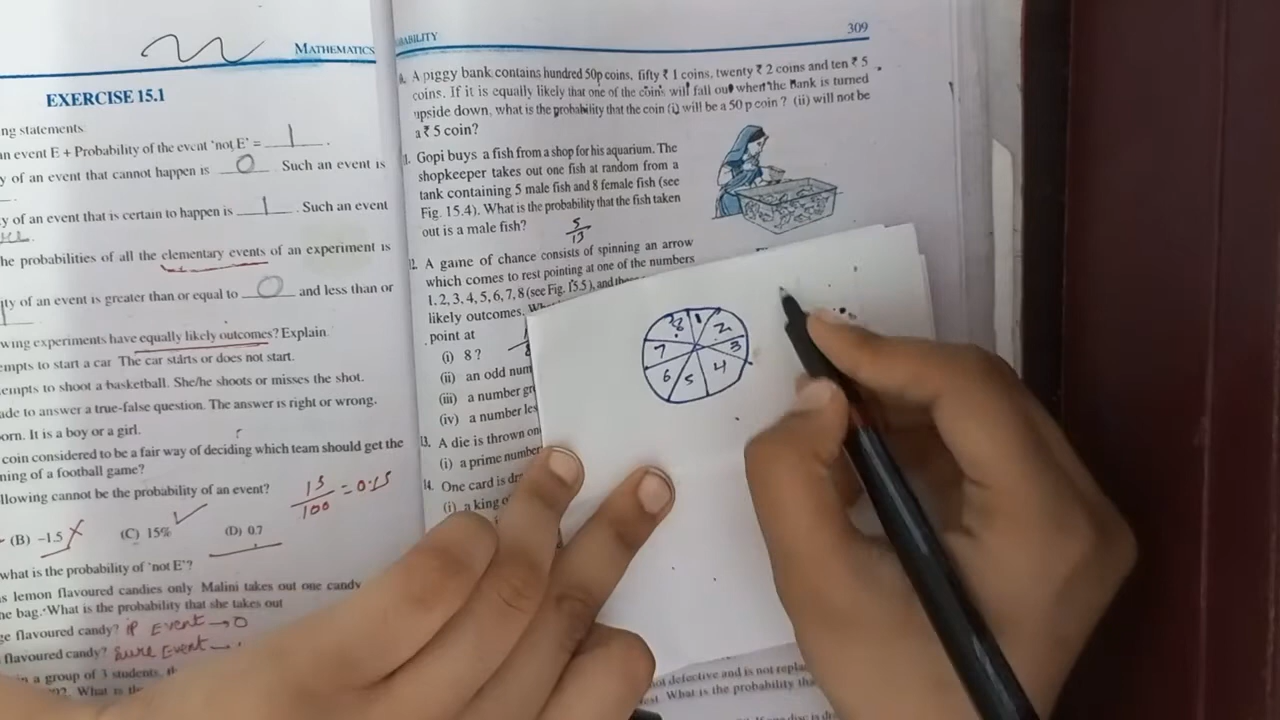 MATHEMATICS
EXERCISE 15.1
ng statements
an event E + Probability of the event 'not E' = 1 .
y of an event that cannot happen is 0 . Such an event is
y of an event that is certain to happen is 1 . Such an event
he probabilities of all the elementary events of an experiment is
ty of an event is greater than or equal to 0 and less than or
wing experiments have equally likely outcomes? Explain.
empts to start a car. The car starts or does not start.
empts to shoot a basketball. She/he shoots or misses the shot.
ade to answer a true-false question. The answer is right or wrong.
orn. It is a boy or a girl.
coin considered to be a fair way of deciding which team should get the
ning of a football game?
llowing cannot be the probability of an event?
15/100 = 0.15
(B) –1.5 (C) 15% (D) 0.7
what is the probability of 'not E'?
s lemon flavoured candies only. Malini takes out one candy
he bag. What is the probability that she takes out
ge flavoured candy? IP Event → 0
flavoured candy? Sure Event →
in a group of 3 students, th
What is the
BABILITY 309
A piggy bank contains hundred 50p coins, fifty ₹ 1 coins, twenty ₹ 2 coins and ten ₹ 5
coins. If it is equally likely that one of the coins will fall out when the bank is turned
upside down, what is the probability that the coin (i) will be a 50 p coin ? (ii) will not be
a ₹ 5 coin?
1. Gopi buys a fish from a shop for his aquarium. The
shopkeeper takes out one fish at random from a
tank containing 5 male fish and 8 female fish (see
Fig. 15.4). What is the probability that the fish taken
out is a male fish? 5/13
12. A game of chance consists of spinning an arrow
which comes to rest pointing at one of the numbers
1, 2, 3, 4, 5, 6, 7, 8 (see Fig. 15.5), and the
likely outcomes. Wh
point at
(i) 8 ?
(ii) an odd num
(iii) a number gr
(iv) a number les
13. A die is thrown on
(i) a prime number
14. One card is dr
(i) a king o
8 1 2
7 3
6 5 4
not defective and is not repla
est. What is the probability tha